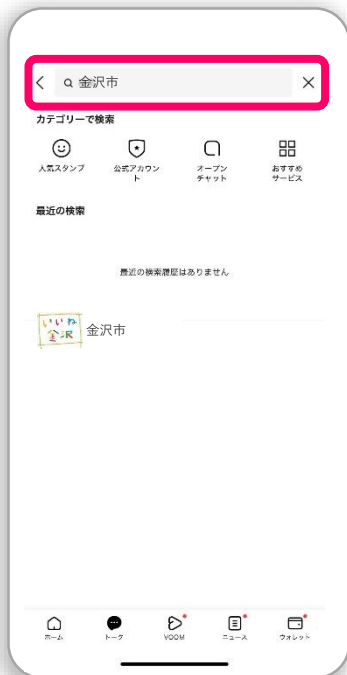 金沢市
カテゴリーで検索
人気スタンプ
公式アカウン
ト
オープン
チャット
おすすめ
サービス
最近の検索
最近の検索履歴はありません
いいね
金沢
金沢市
ホーム
トーク
VOOM
ニュース
ウォレット